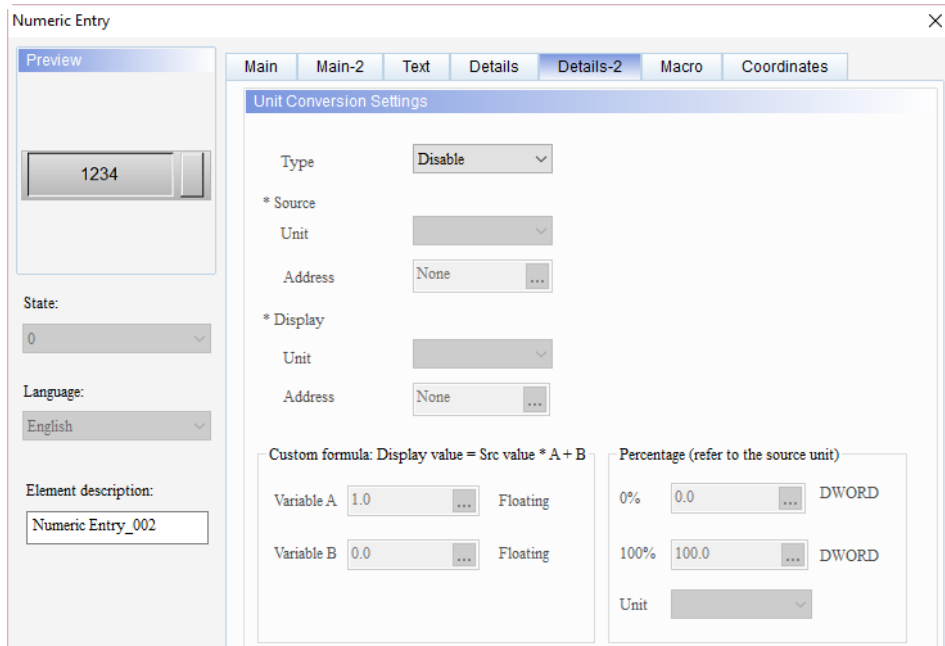 Numeric Entry
Preview
1234
State:
0
Language:
English
Element description:
Numeric Entry_002
Main Main-2 Text Details Details-2 Macro Coordinates
Unit Conversion Settings
Type Disable
* Source
Unit
Address None ...
* Display
Unit
Address None ...
Custom formula: Display value = Src value * A + B
Variable A 1.0 ... Floating
Variable B 0.0 ... Floating
Percentage (refer to the source unit)
0% 0.0 ... DWORD
100% 100.0 ... DWORD
Unit